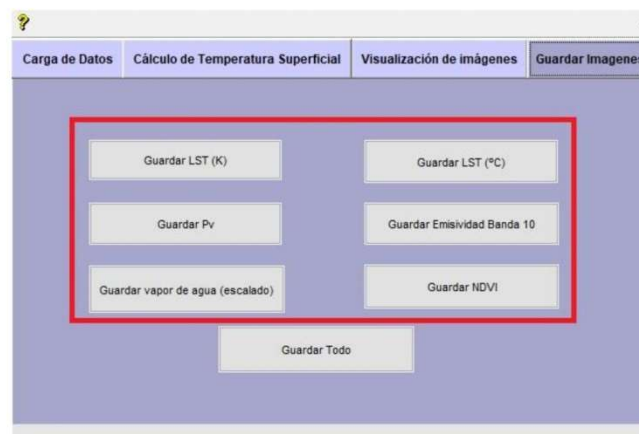 Carga de Datos Cálculo de Temperatura Superficial Visualización de imàgenes Guardar Imagenes
Guardar LST (K) Guardar LST (ºC)
Guardar Pv Guardar Emisividad Banda 10
Guardar vapor de agua (escalado) Guardar NDVI
Guardar Todo